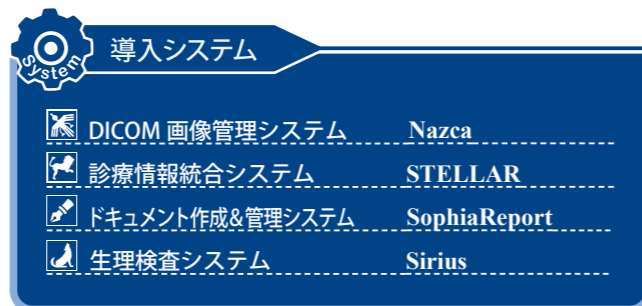 System
導入システム
DICOM 画像管理システム Nazca
診療情報統合システム STELLAR
ドキュメント作成&管理システム SophiaReport
生理検査システム Sirius